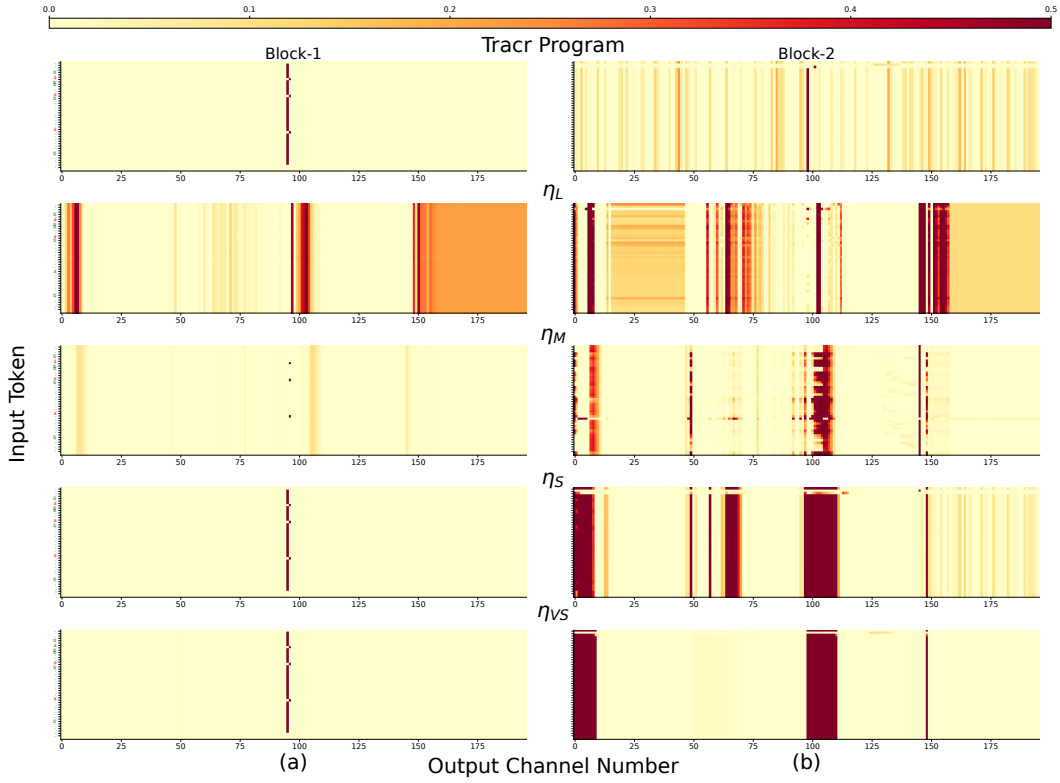 0.0 0.1 0.2 0.3 0.4 0.5
Tracr Program
Block-1 Block-2
0 25 50 75 100 125 150 175 0 25 50 75 100 125 150 175
η_L
0 25 50 75 100 125 150 175 0 25 50 75 100 125 150 175
η_M
0 25 50 75 100 125 150 175 0 25 50 75 100 125 150 175
η_S
0 25 50 75 100 125 150 175 0 25 50 75 100 125 150 175
η_VS
0 25 50 75 100 125 150 175 0 25 50 75 100 125 150 175
Input Token
(a) Output Channel Number (b)